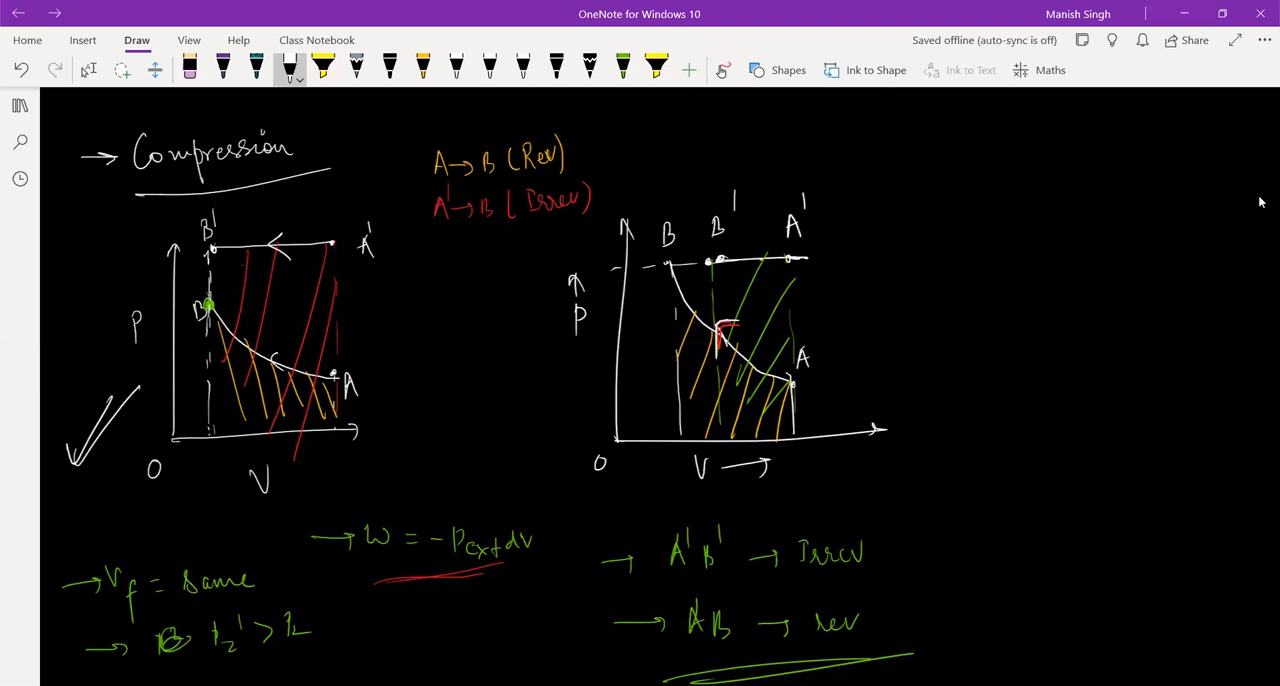 OneNote for Windows 10
Manish Singh
Home Insert Draw View Help Class Notebook
Saved offline (auto-sync is off) Share
Shapes Ink to Shape Ink to Text Maths
→ Compression
A → B (Rev)
A' → B (Irrev)
B' A'
B
P
A
O
V
B B' A'
↑
P
A
O
V →
→ W = -Pext dv
→ Vf = Same
→ P2' > P2
→ A'B' → Irrev
→ AB → rev